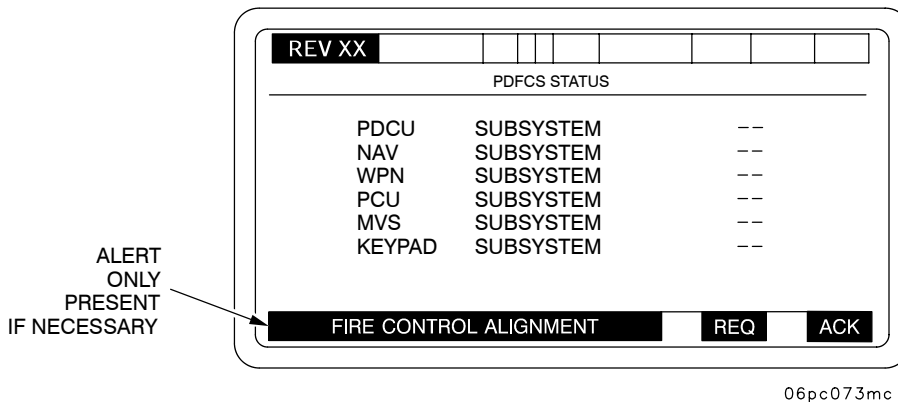 REV XX
PDFCS STATUS
PDCU SUBSYSTEM --
NAV SUBSYSTEM --
WPN SUBSYSTEM --
PCU SUBSYSTEM --
MVS SUBSYSTEM --
KEYPAD SUBSYSTEM --
ALERT
ONLY
PRESENT
IF NECESSARY
FIRE CONTROL ALIGNMENT REQ ACK
06pc073mc